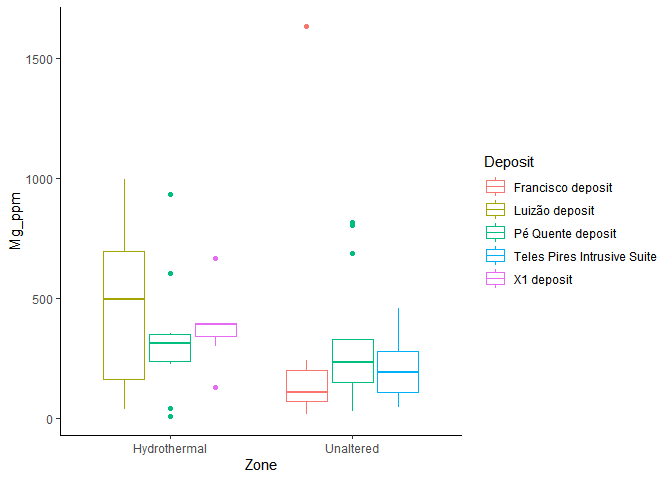 Mg_ppm
1500
1000
500
0
Hydrothermal
Unaltered
Zone
Deposit
Francisco deposit
Luizão deposit
Pé Quente deposit
Teles Pires Intrusive Suite
X1 deposit